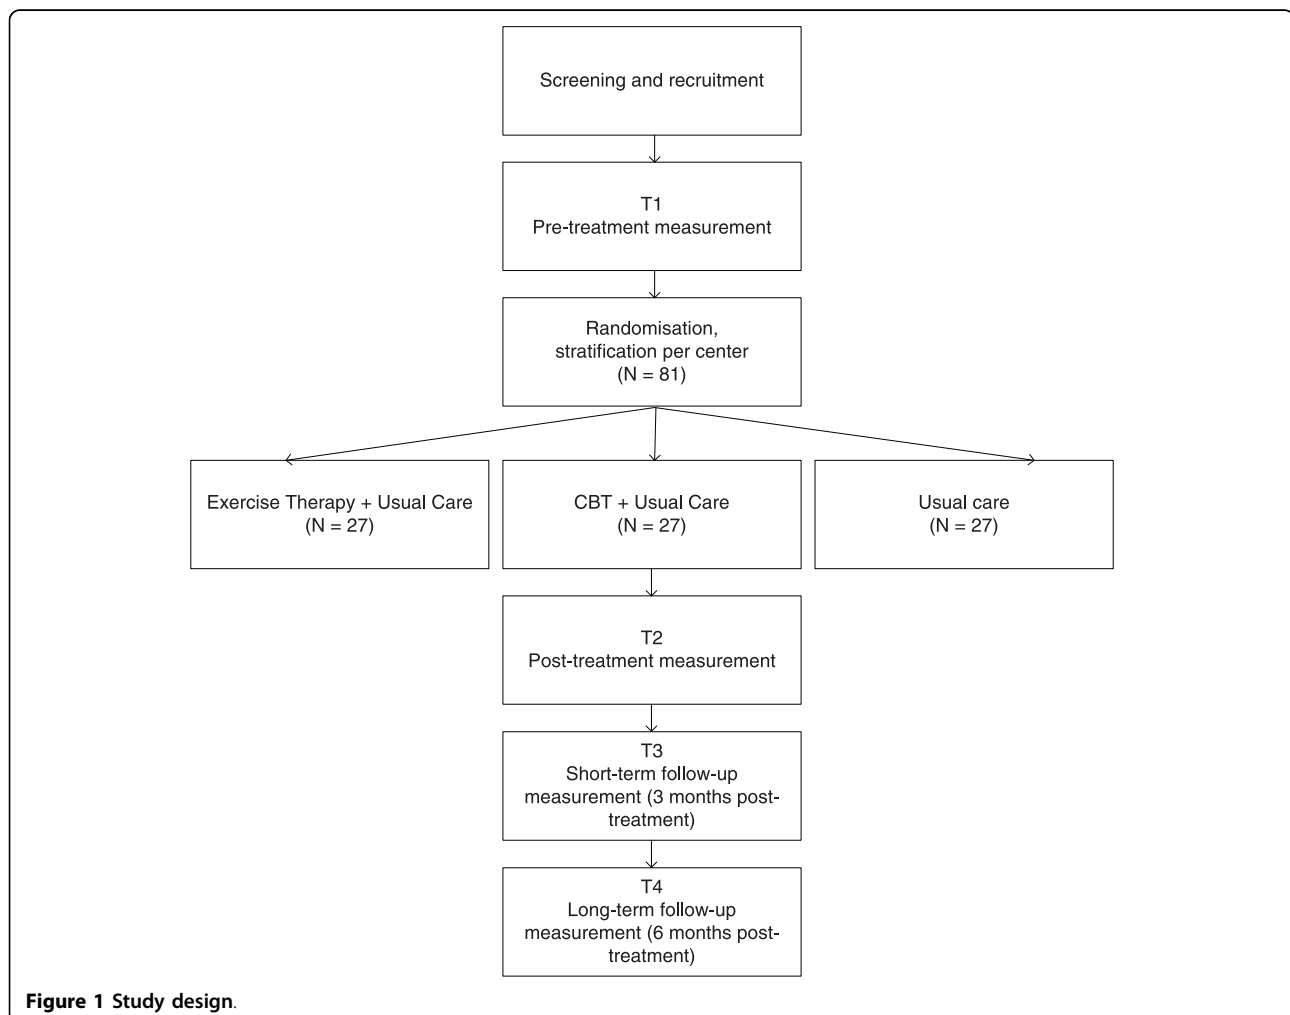 Screening and recruitment
T1
Pre-treatment measurement
Randomisation,
stratification per center
(N = 81)
Exercise Therapy + Usual Care
(N = 27)
CBT + Usual Care
(N = 27)
Usual care
(N = 27)
T2
Post-treatment measurement
T3
Short-term follow-up
measurement (3 months post-
treatment)
T4
Long-term follow-up
measurement (6 months post-
treatment)
Figure 1 Study design.